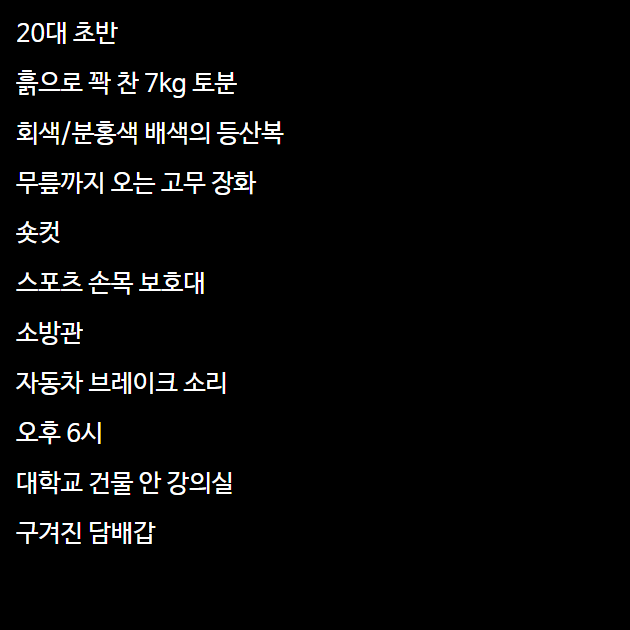 20대 초반
흙으로 꽉 찬 7kg 토분
회색/분홍색 배색의 등산복
무릎까지 오는 고무 장화
숏컷
스포츠 손목 보호대
소방관
자동차 브레이크 소리
오후 6시
대학교 건물 안 강의실
구겨진 담배갑